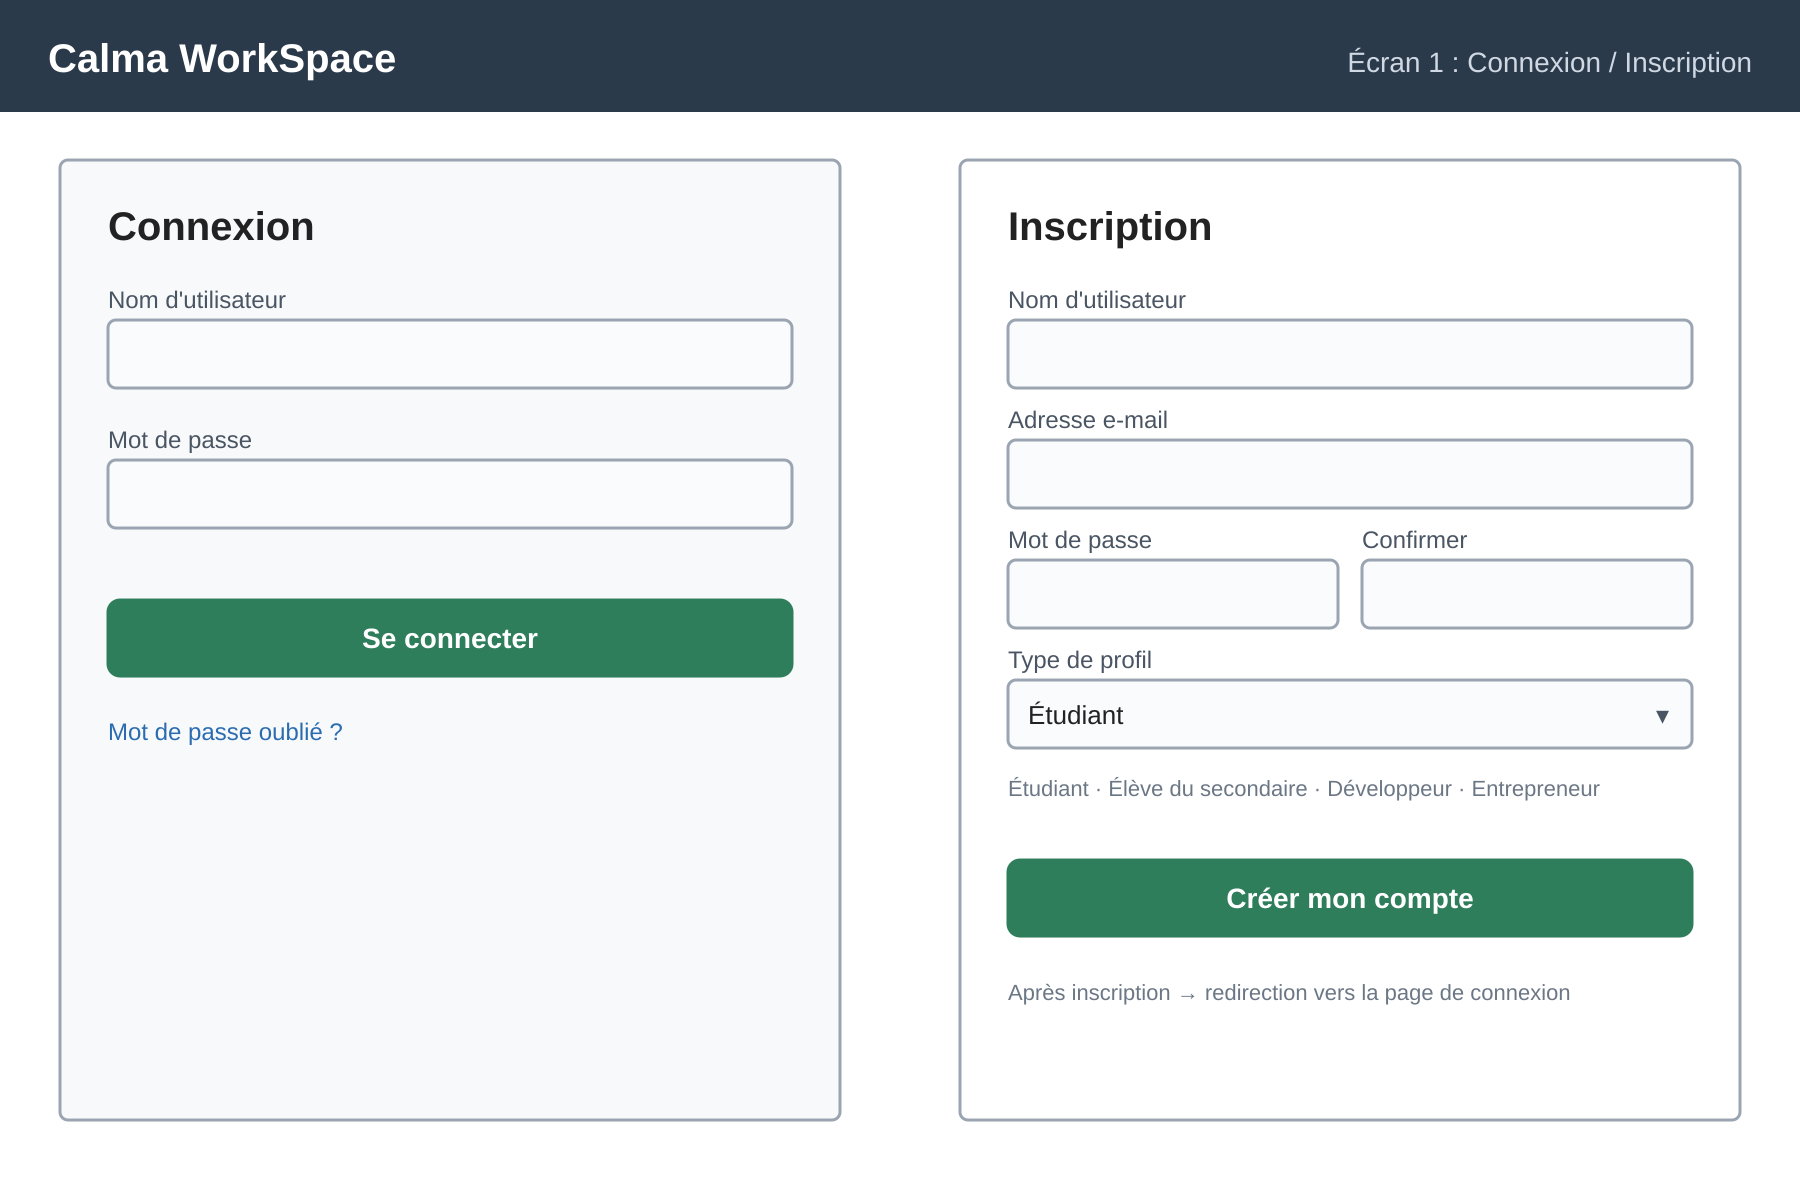 Calma WorkSpace
Écran 1 : Connexion / Inscription
Connexion
Nom d'utilisateur
Mot de passe
Se connecter
Mot de passe oublié ?
Inscription
Nom d'utilisateur
Adresse e-mail
Mot de passe
Confirmer
Type de profil
Étudiant ▼
Étudiant · Élève du secondaire · Développeur · Entrepreneur
Créer mon compte
Après inscription → redirection vers la page de connexion